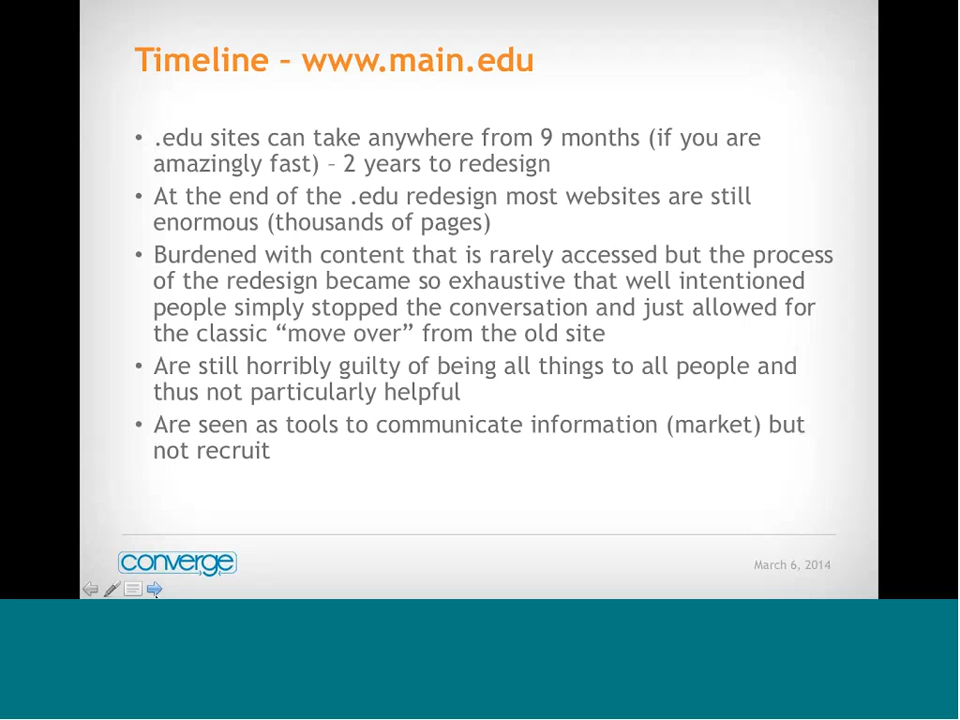 Timeline – www.main.edu
• .edu sites can take anywhere from 9 months (if you are
amazingly fast) – 2 years to redesign
• At the end of the .edu redesign most websites are still
enormous (thousands of pages)
• Burdened with content that is rarely accessed but the process
of the redesign became so exhaustive that well intentioned
people simply stopped the conversation and just allowed for
the classic “move over” from the old site
• Are still horribly guilty of being all things to all people and
thus not particularly helpful
• Are seen as tools to communicate information (market) but
not recruit
converge
March 6, 2014